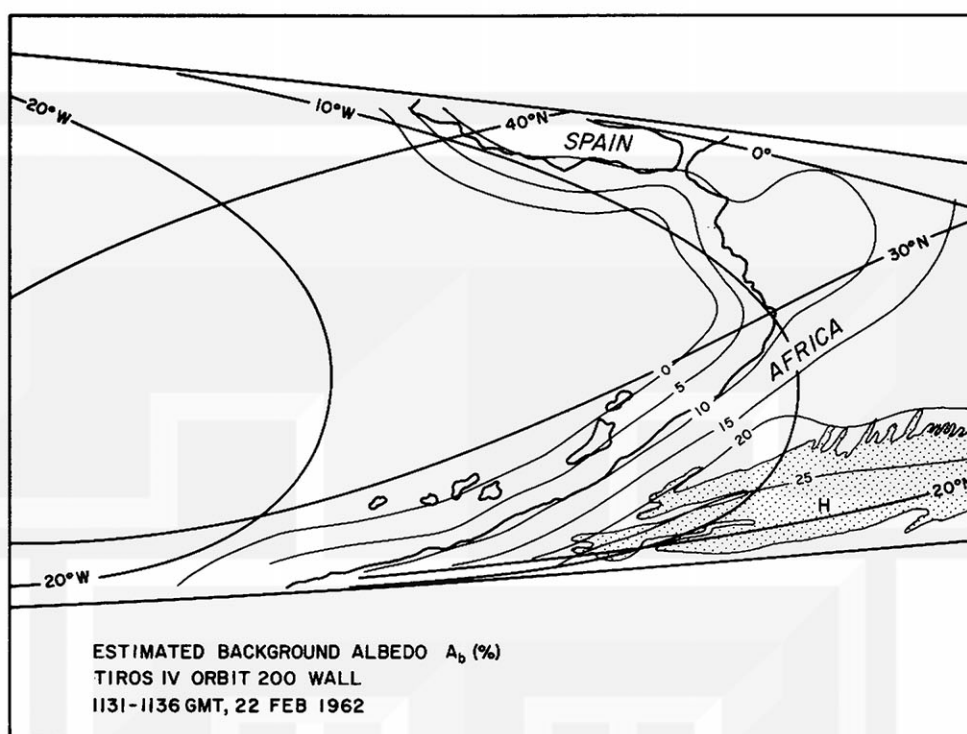 20°W
10°W
40°N
SPAIN
0°
30°N
AFRICA
0
5
10
15
20
25
H
20°N
20°W
ESTIMATED BACKGROUND ALBEDO A_b (%)
TIROS IV ORBIT 200 WALL
1131-1136 GMT, 22 FEB 1962